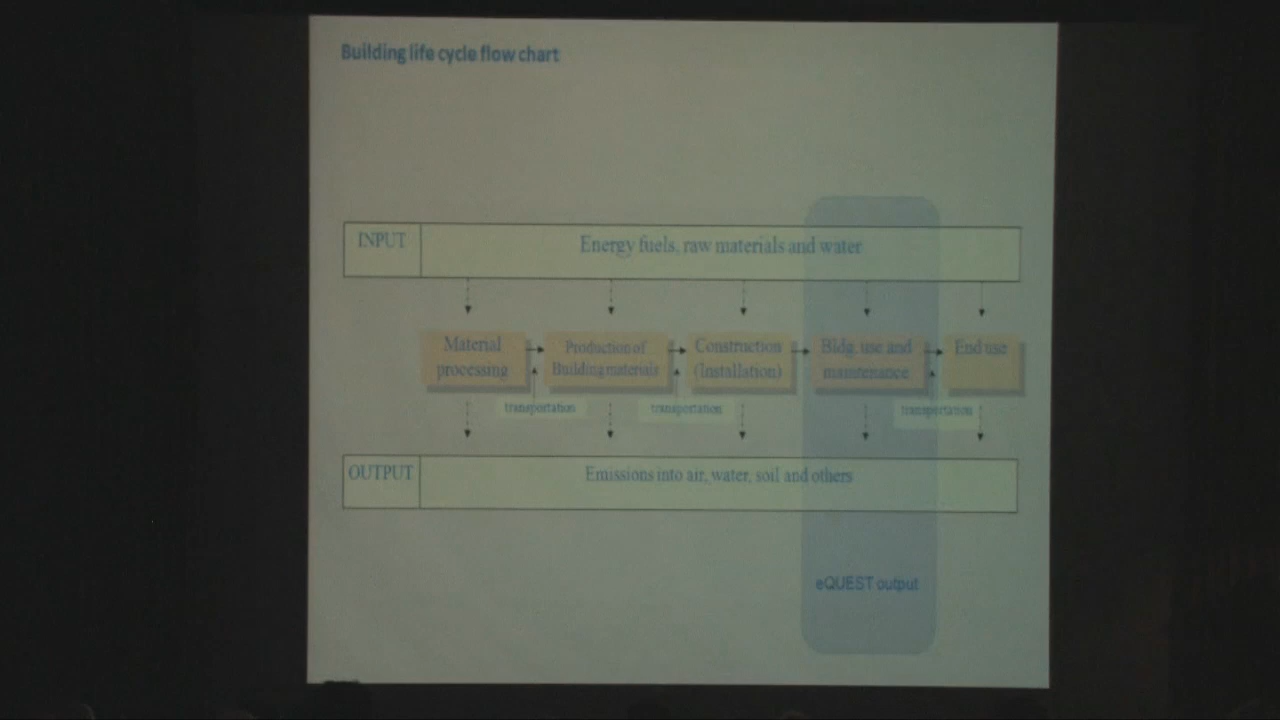 Building life cycle flow chart
INPUT
Energy fuels, raw materials and water
Material
processing
Production of
Building materials
Construction
(Installation)
Bldg. use and
maintenance
End use
transportation
transportation
transportation
OUTPUT
Emissions into air, water, soil and others
eQUEST output